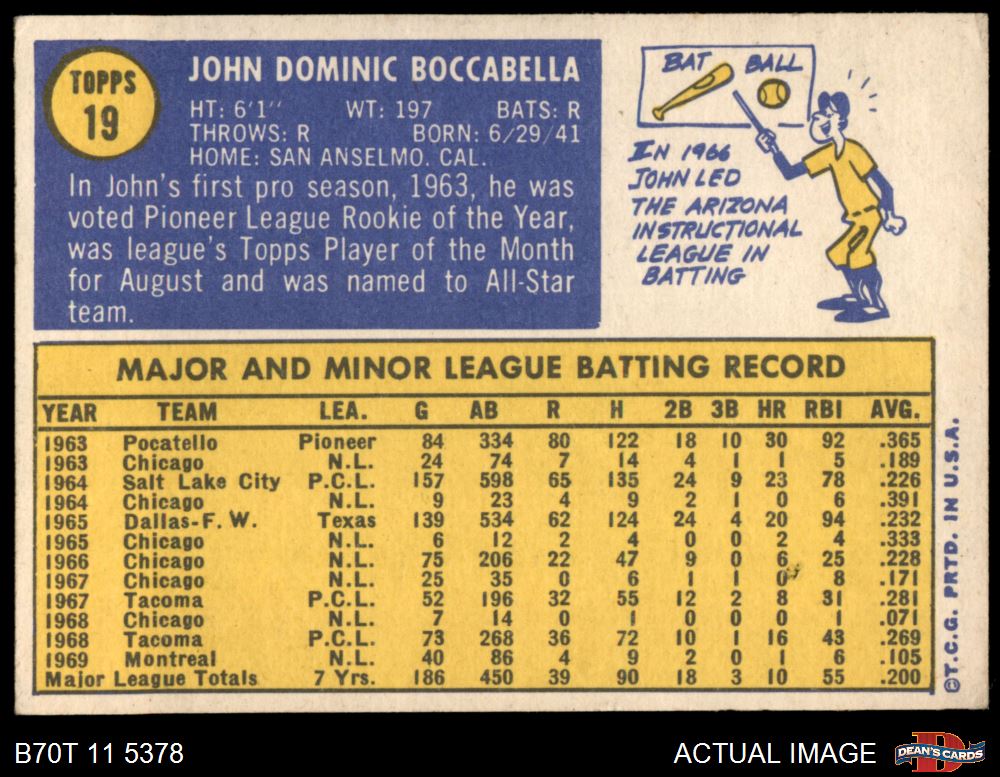 TOPPS
19
JOHN DOMINIC BOCCABELLA
HT: 6'1" WT: 197 BATS: R
THROWS: R BORN: 6/29/41
HOME: SAN ANSELMO. CAL.
In John's first pro season, 1963, he was
voted Pioneer League Rookie of the Year,
was league's Topps Player of the Month
for August and was named to All-Star
team.
BAT BALL
IN 1966
JOHN LED
THE ARIZONA
INSTRUCTIONAL
LEAGUE IN
BATTING
MAJOR AND MINOR LEAGUE BATTING RECORD
YEAR TEAM LEA. G AB R H 2B 3B HR RBI AVG.
1963 Pocatello Pioneer 84 334 80 122 18 10 30 92 .365
1963 Chicago N.L. 24 74 7 14 4 1 1 5 .189
1964 Salt Lake City P.C.L. 157 598 65 135 24 9 23 78 .226
1964 Chicago N.L. 9 23 4 9 2 1 0 6 .391
1965 Dallas-F. W. Texas 139 534 62 124 24 4 20 94 .232
1965 Chicago N.L. 6 12 2 4 0 0 2 4 .333
1966 Chicago N.L. 75 206 22 47 9 0 6 25 .228
1967 Chicago N.L. 25 35 0 6 1 1 0 8 .171
1967 Tacoma P.C.L. 52 196 32 55 12 2 8 31 .281
1968 Chicago N.L. 7 14 0 1 0 0 0 1 .071
1968 Tacoma P.C.L. 73 268 36 72 10 1 16 43 .269
1969 Montreal N.L. 40 86 4 9 2 0 1 6 .105
Major League Totals 7 Yrs. 186 450 39 90 18 3 10 55 .200
©T.C.G. PRTD. IN U.S.A.
B70T 11 5378
ACTUAL IMAGE
D
DEAN'S CARDS